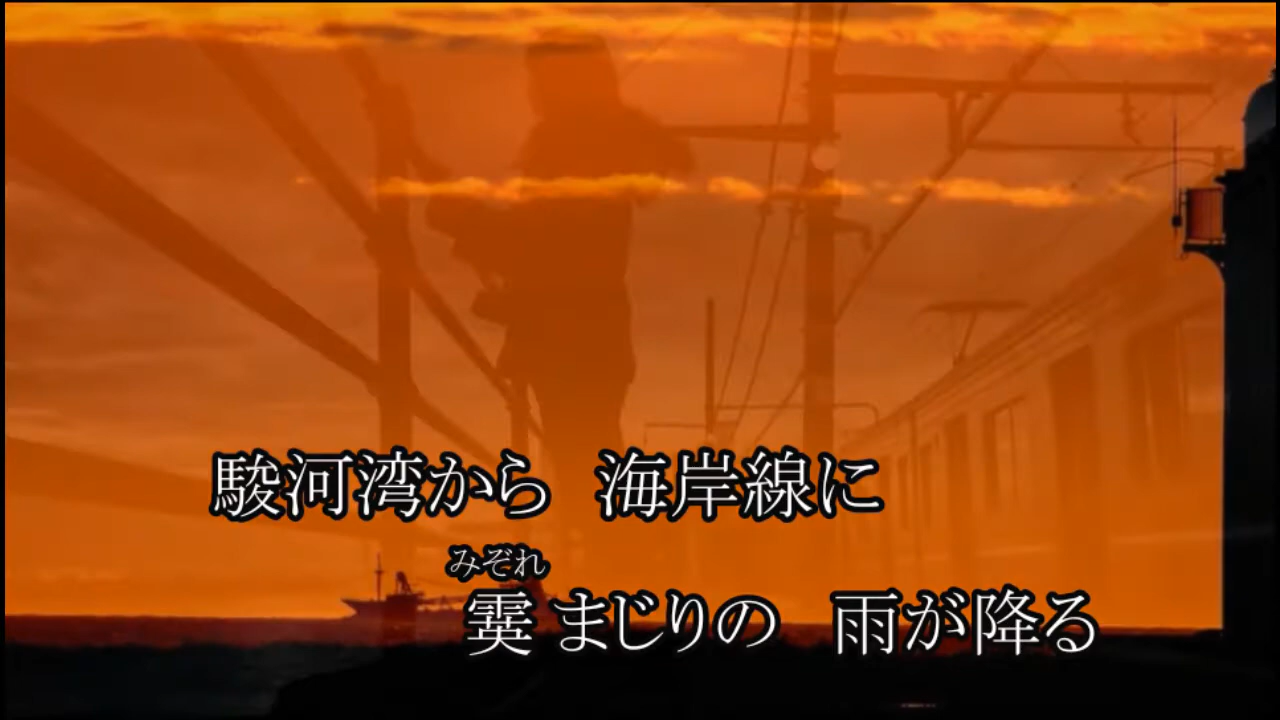 駿河湾から　海岸線に
みぞれ
霙まじりの　雨が降る